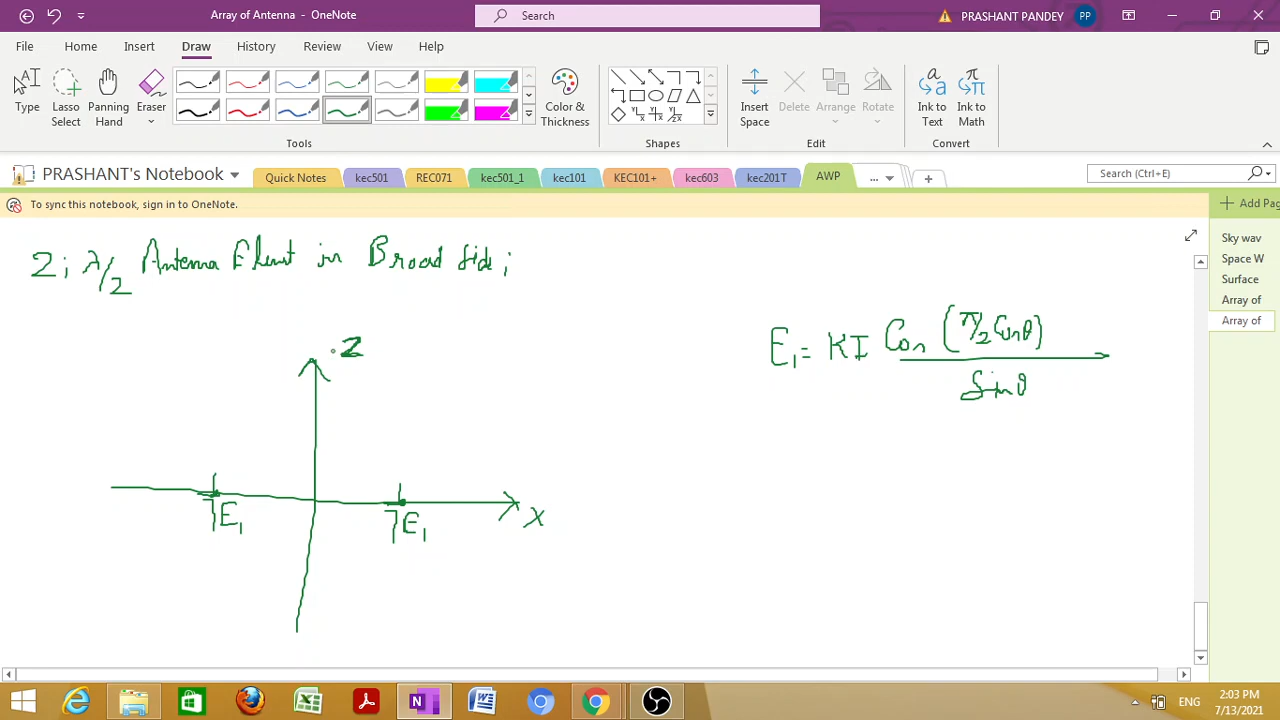 Array of Antenna - OneNote
Search
PRASHANT PANDEY
PP
File Home Insert Draw History Review View Help
Type
Lasso Select
Panning Hand
Eraser
Color & Thickness
Insert Space
Delete
Arrange
Rotate
Ink to Text
Ink to Math
Tools
Shapes
Edit
Convert
PRASHANT's Notebook
Quick Notes
kec501
REC071
kec501_1
kec101
KEC101+
kec603
kec201T
AWP
...
Search (Ctrl+E)
To sync this notebook, sign in to OneNote.
Add Pag
Sky wav
Space W
Surface
Array of
Array of
2; λ/2 Antenna Elemt in Broad Side;
Z
E₁ = KI Cos (π/2 Cosθ)
Sinθ
E₁
E₁
X
ENG
2:03 PM
7/13/2021